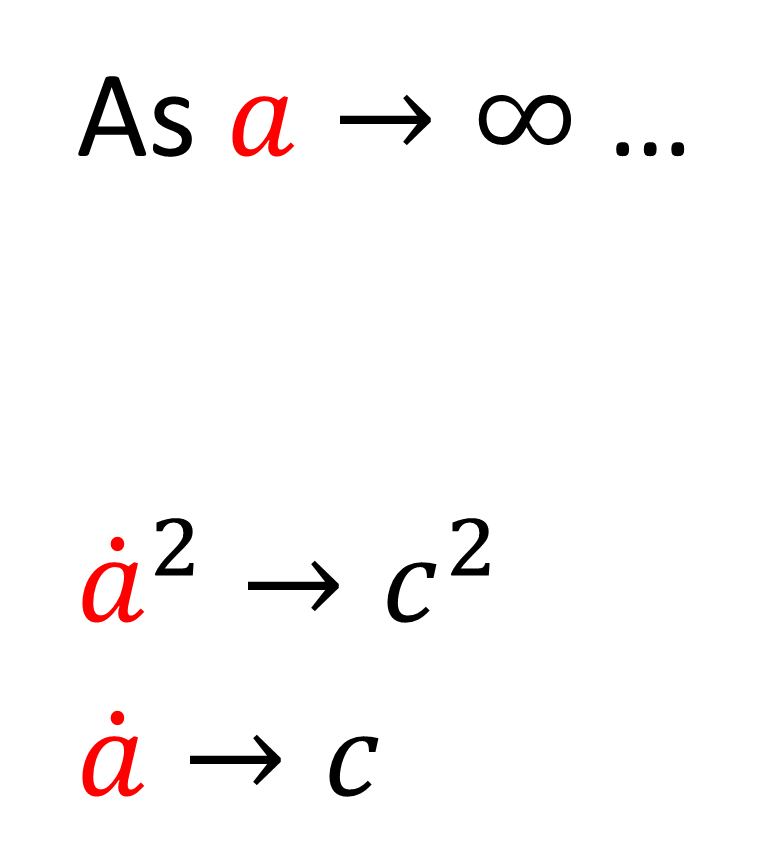 As a → ∞ …
ȧ² → c²
ȧ → c